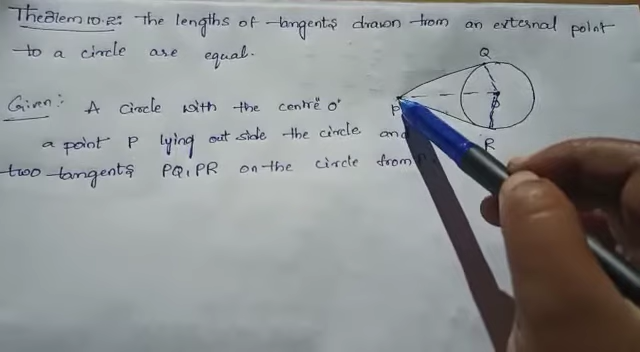 Theorem 10.2: The lengths of tangents drawn from an external point
to a circle are equal.
Q
Given:- A circle with the centre "O"
P
a point P lying out side the circle and
R
two tangents PQ, PR on the circle from